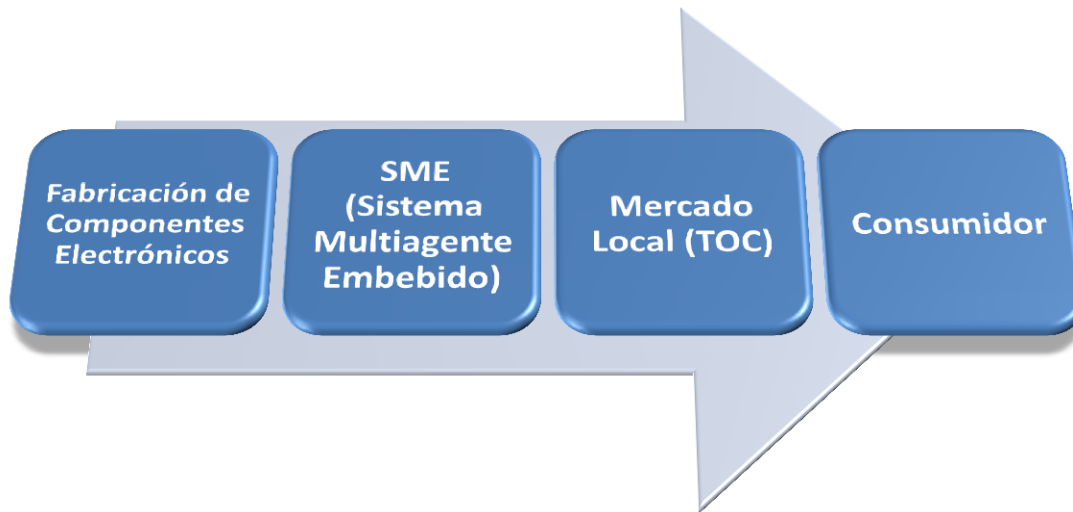 Fabricación de
Componentes
Electrónicos
SME
(Sistema
Multiagente
Embebido)
Mercado
Local (TOC)
Consumidor